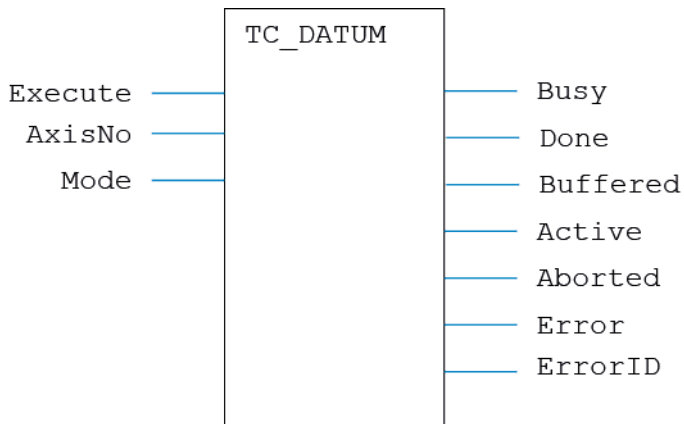 TC_DATUM
Execute
AxisNo
Mode
Busy
Done
Buffered
Active
Aborted
Error
ErrorID